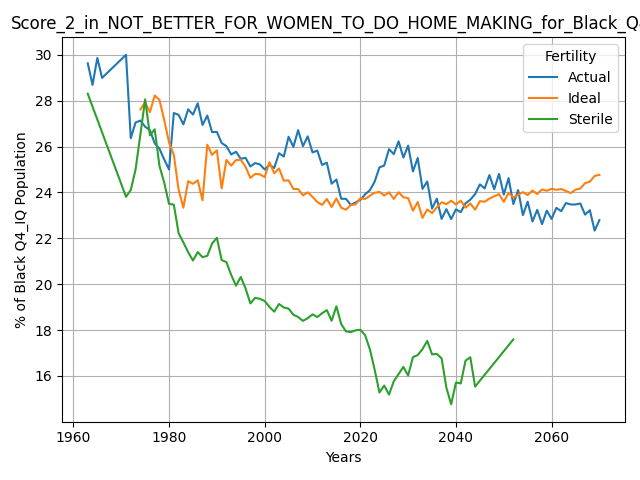 Score_2_in_NOT_BETTER_FOR_WOMEN_TO_DO_HOME_MAKING_for_Black_Q4
30
28
26
24
22
20
18
16
% of Black Q4_IQ Population
Fertility
Actual
Ideal
Sterile
1960
1980
2000
2020
2040
2060
Years